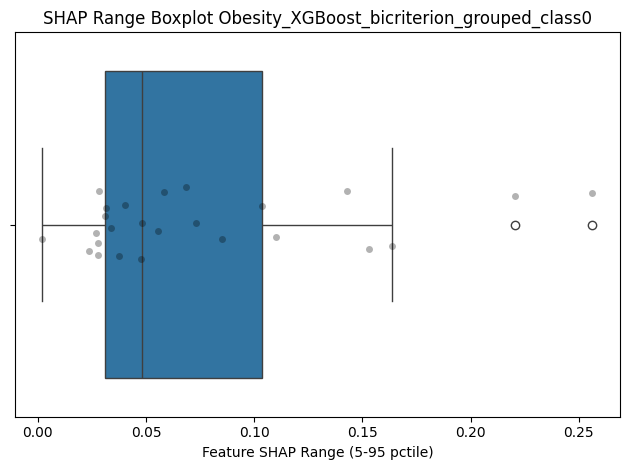 SHAP Range Boxplot Obesity_XGBoost_bicriterion_grouped_class0
0.00 0.05 0.10 0.15 0.20 0.25
Feature SHAP Range (5-95 pctile)